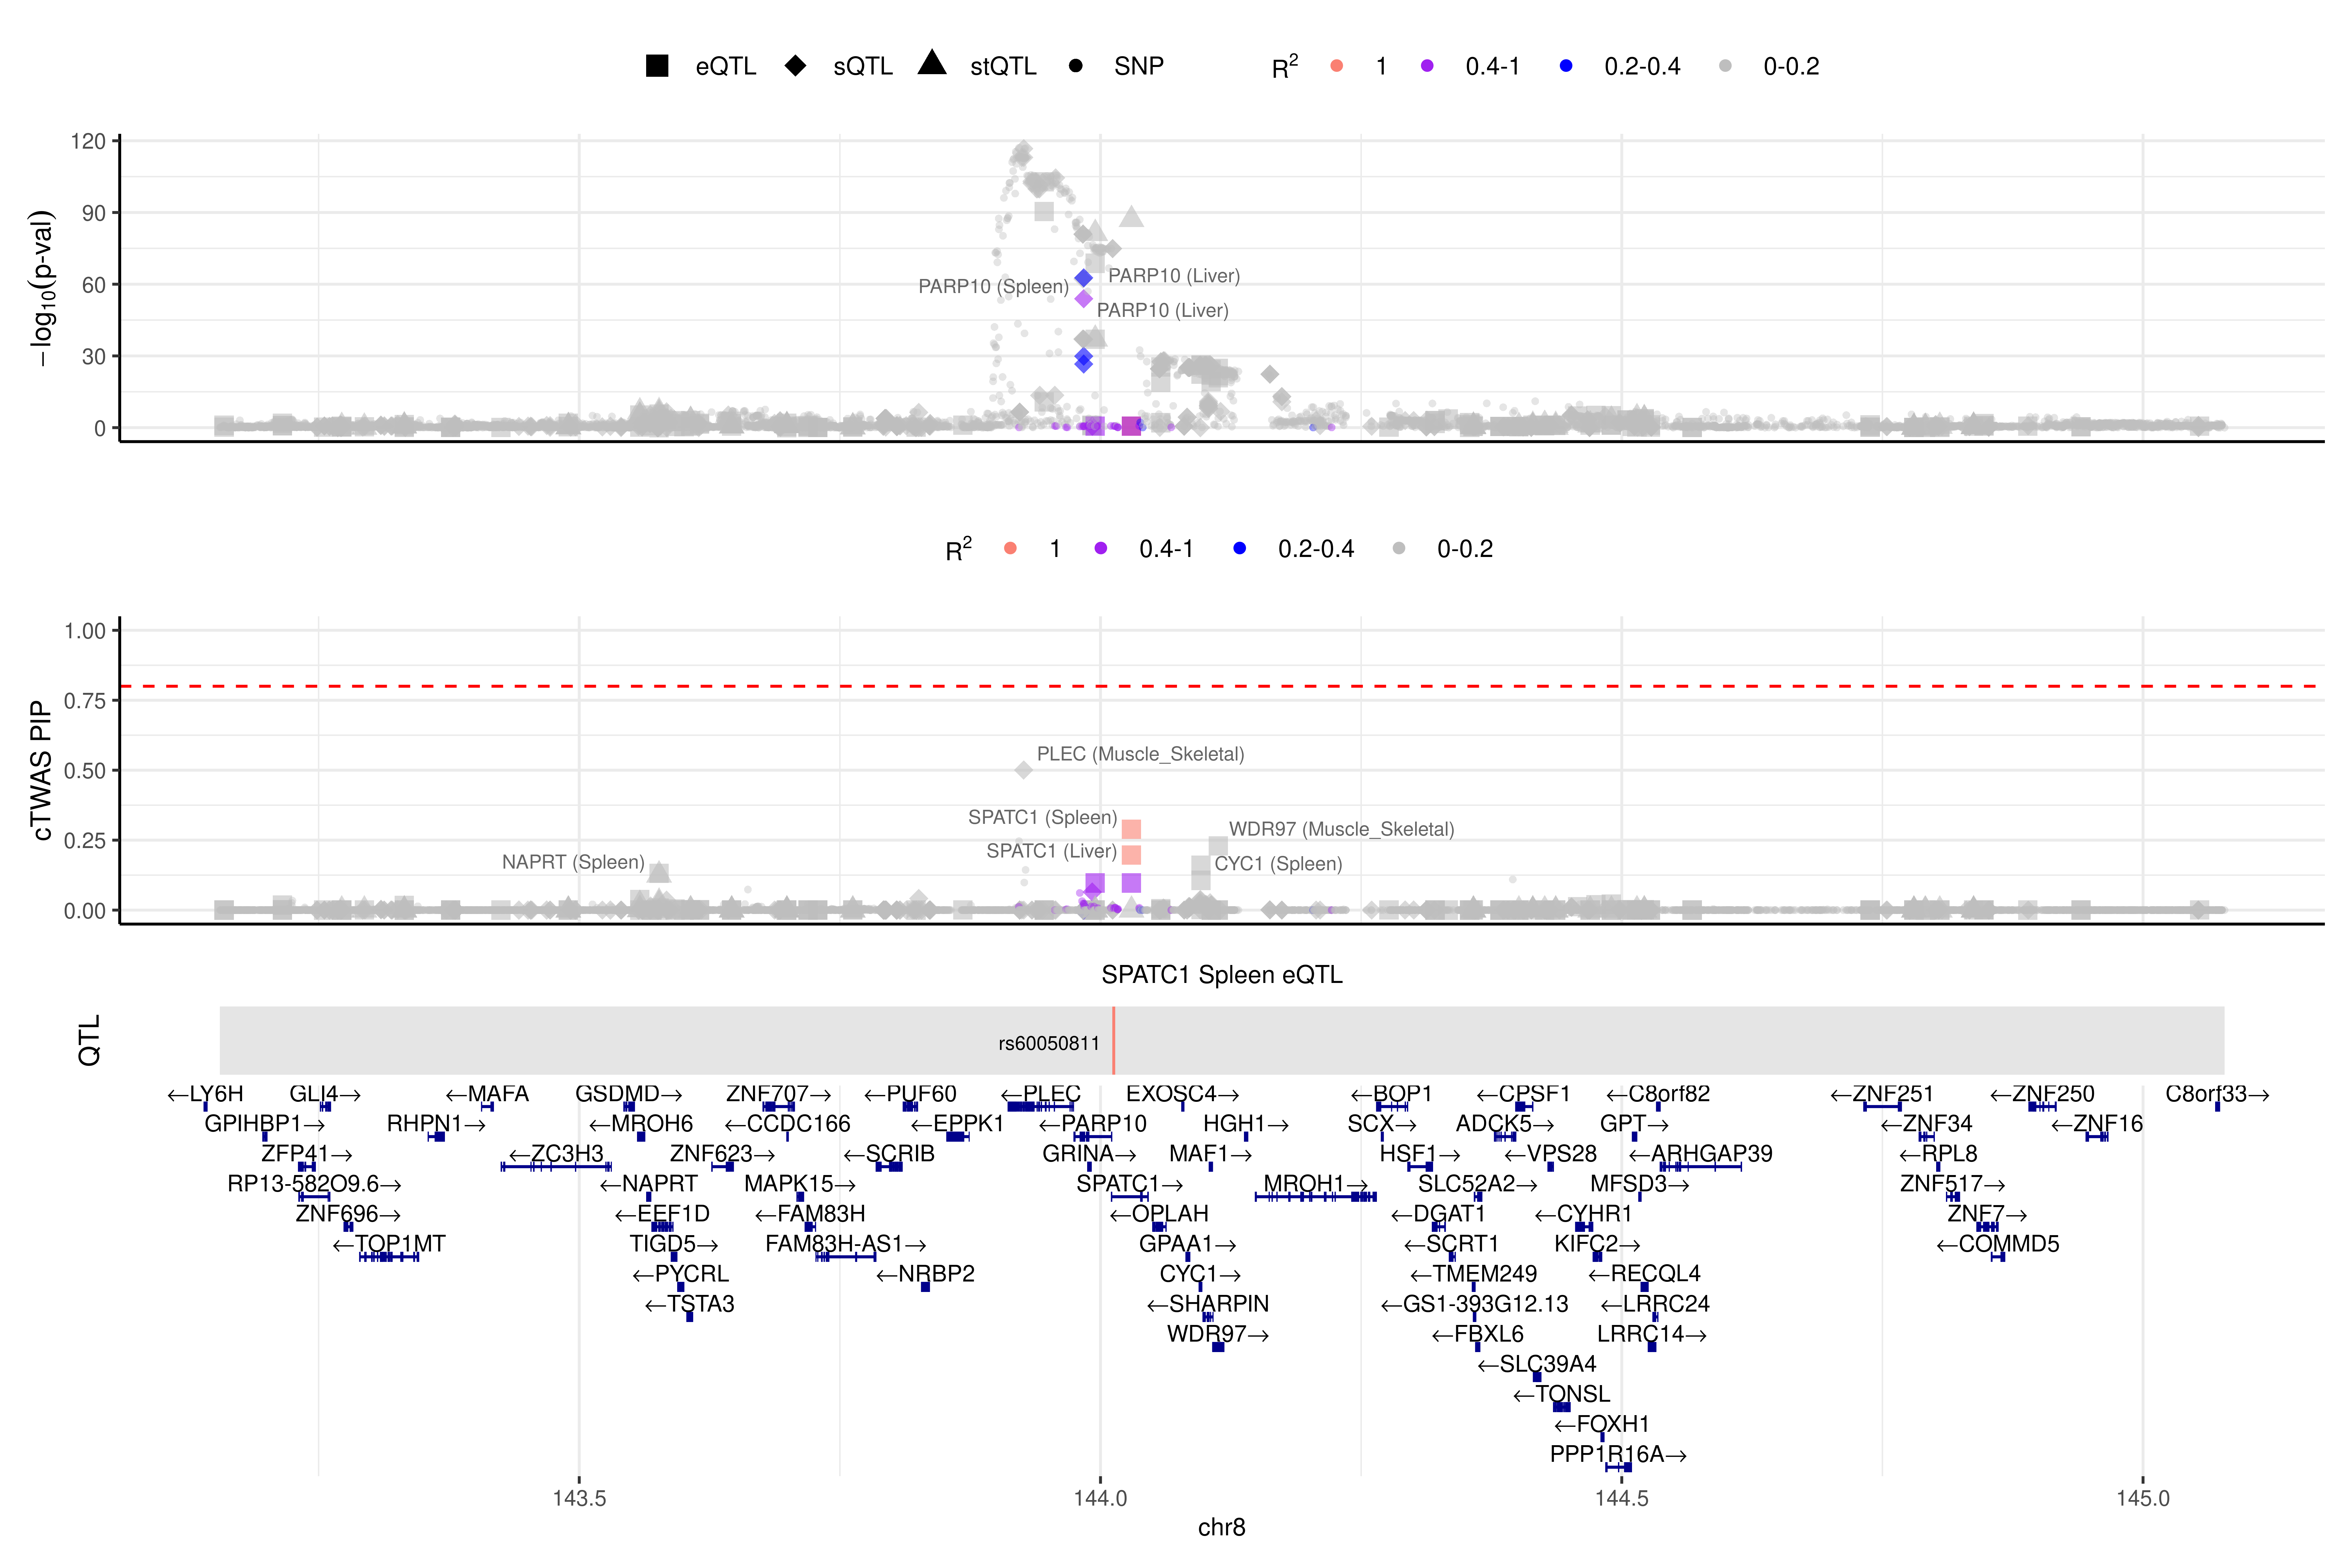 eQTL sQTL stQTL SNP R2 1 0.4-1 0.2-0.4 0-0.2
120
90
60
30
0
−log10(p-val)
PARP10 (Spleen)
PARP10 (Liver)
PARP10 (Liver)
R2 1 0.4-1 0.2-0.4 0-0.2
1.00
0.75
0.50
0.25
0.00
cTWAS PIP
PLEC (Muscle_Skeletal)
SPATC1 (Spleen)
WDR97 (Muscle_Skeletal)
SPATC1 (Liver)
NAPRT (Spleen)
CYC1 (Spleen)
SPATC1 Spleen eQTL
QTL
rs60050811
←LY6H GLI4→ ←MAFA GSDMD→ ZNF707→ ←PUF60 ←PLEC EXOSC4→ ←BOP1 ←CPSF1 ←C8orf82 ←ZNF251 ←ZNF250 C8orf33→
GPIHBP1→ RHPN1→ ←MROH6 ←CCDC166 ←EPPK1 ←PARP10 HGH1→ SCX→ ADCK5→ GPT→ ←ZNF34 ←ZNF16
ZFP41→ ←ZC3H3 ZNF623→ ←SCRIB GRINA→ MAF1→ HSF1→ ←VPS28 ←ARHGAP39 ←RPL8
RP13-582O9.6→ ←NAPRT MAPK15→ SPATC1→ MROH1→ SLC52A2→ MFSD3→ ZNF517→
ZNF696→ ←EEF1D ←FAM83H ←OPLAH ←DGAT1 ←CYHR1 ZNF7→
←TOP1MT TIGD5→ FAM83H-AS1→ GPAA1→ ←SCRT1 KIFC2→ ←COMMD5
←PYCRL ←NRBP2 CYC1→ ←TMEM249 ←RECQL4
←TSTA3 ←SHARPIN ←GS1-393G12.13 ←LRRC24
WDR97→ ←FBXL6 LRRC14→
←SLC39A4
←TONSL
←FOXH1
PPP1R16A→
143.5 144.0 144.5 145.0
chr8